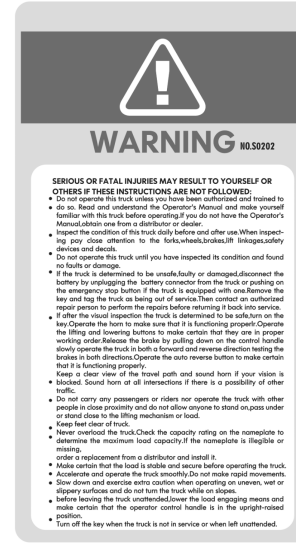 WARNING NO.S0202
SERIOUS OR FATAL INJURIES MAY RESULT TO YOURSELF OR
OTHERS IF THESE INSTRUCTIONS ARE NOT FOLLOWED:
• Do not operate this truck unless you have been authorized and trained to
• do so. Read and understand the Operator's Manual and make yourself
familiar with this truck before operating.If you do not have the Operator's
Manual,obtain one from a distributor or dealer.
• Inspect the condition of this truck daily before and after use.When inspect-
ing pay close attention to the forks,wheels,brakes,lift linkages,safety
devices and decals.
• Do not operate this truck until you have inspected its condition and found
no faults or damage.
• If the truck is determined to be unsafe,faulty or damaged,disconnect the
battery by unplugging the battery connector from the truck or pushing on
the emergency stop button if the truck is equipped with one.Remove the
key and tag the truck as being out of service.Then contact an authorized
repair person to perform the repairs before returning it back into service.
• If after the visual inspection the truck is determined to be safe,turn on the
key.Operate the horn to make sure that it is functioning properlr.Operate
the lifting and lowering buttons to make certain that they are in proper
working order.Release the brake by pulling down on the control handle
slowly operate the truck in both a forward and reverse direction testing the
brakes in both directions.Operate the auto reverse button to make certain
that it is functioning properly.
Keep a clear view of the travel path and sound horn if your vision is
• blocked. Sound horn at all intersections if there is a possibility of other
traffic.
• Do not carry any passengers or riders nor operate the truck with other
people in close proximity and do not allow anyone to stand on,pass under
or stand close to the lifting mechanism or load.
• Keep feet clear of truck.
• Never overload the truck.Check the capacity rating on the nameplate to
• determine the maximum load capacity.If the nameplate is illegible or
missing,
order a replacement from a distributor and install it.
• Make certain that the load is stable and secure before operating the truck.
• Accelerate and operate the truck smoothly.Do not make rapid movements.
• Slow down and exercise extra caution when operating on uneven, wet or
slippery surfaces and do not turn the truck while on slopes.
• before leaving the truck unattended,lower the load engaging means and
make certain that the operator control handle is in the upright-raised
position.
• Turn off the key when the truck is not in service or when left unattended.